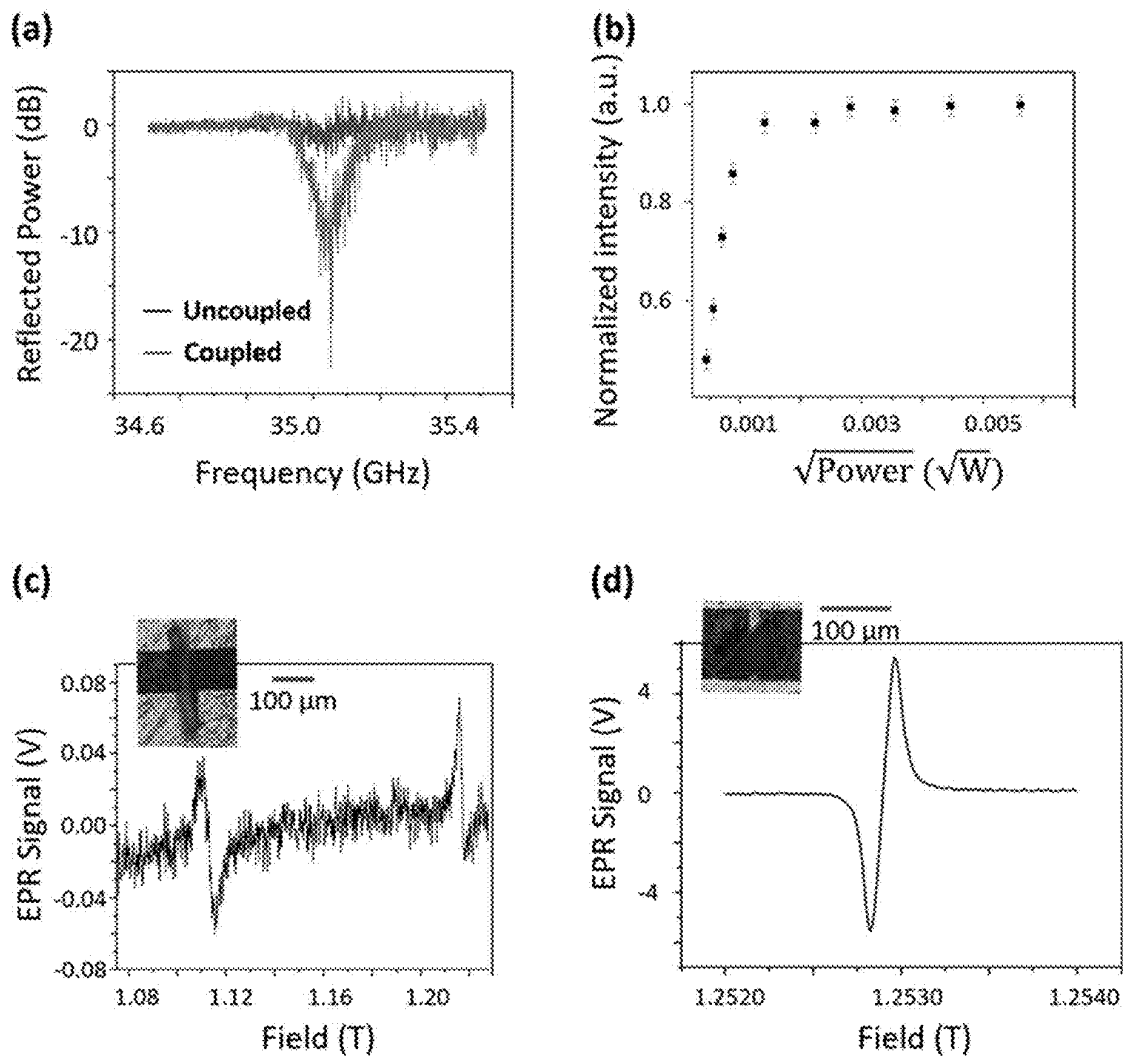 (a)
Reflected Power (dB)
0
-10
-20
Uncoupled
Coupled
34.6 35.0 35.4
Frequency (GHz)
(b)
Normalized intensity (a.u.)
1.0
0.8
0.6
0.001 0.003 0.005
√Power (√W)
(c)
100 µm
EPR Signal (V)
0.08
0.04
0.00
-0.04
-0.08
1.08 1.12 1.16 1.20
Field (T)
(d)
100 µm
EPR Signal (V)
4
0
-4
1.2520 1.2530 1.2540
Field (T)